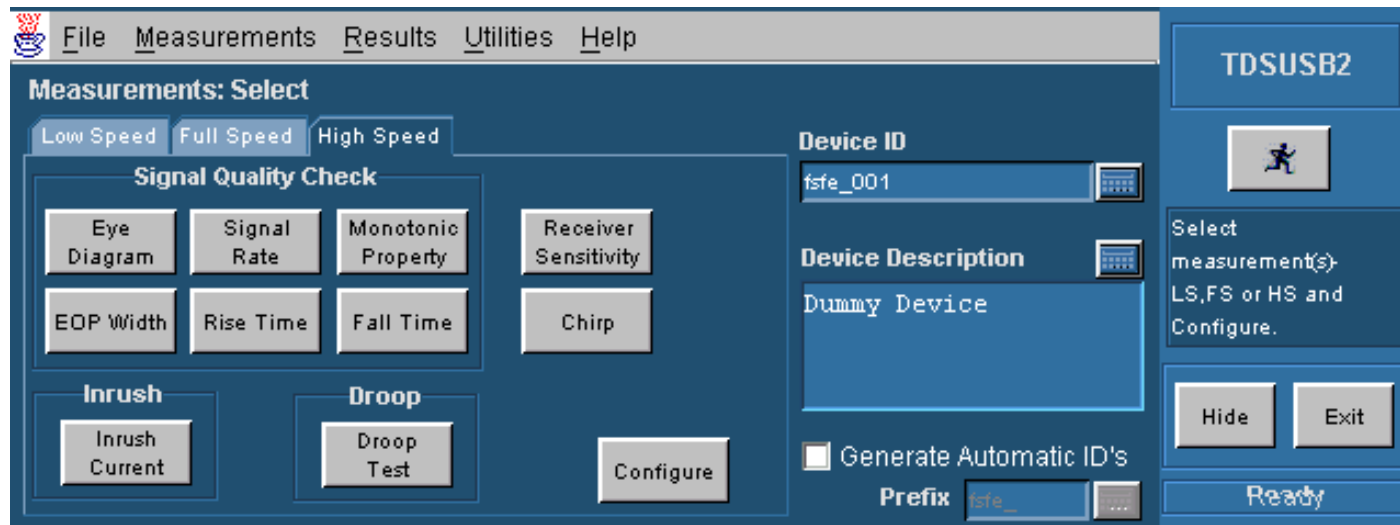 File Measurements Results Utilities Help
TDSUSB2
Measurements: Select
Low Speed Full Speed High Speed
Signal Quality Check
Eye
Diagram
Signal
Rate
Monotonic
Property
Receiver
Sensitivity
EOP Width
Rise Time
Fall Time
Chirp
Inrush
Inrush
Current
Droop
Droop
Test
Configure
Device ID
fsfe_001
Device Description
Dummy Device
Generate Automatic ID's
Prefix fsfe_
Select
measurement(s)-
LS,FS or HS and
Configure.
Hide
Exit
Ready